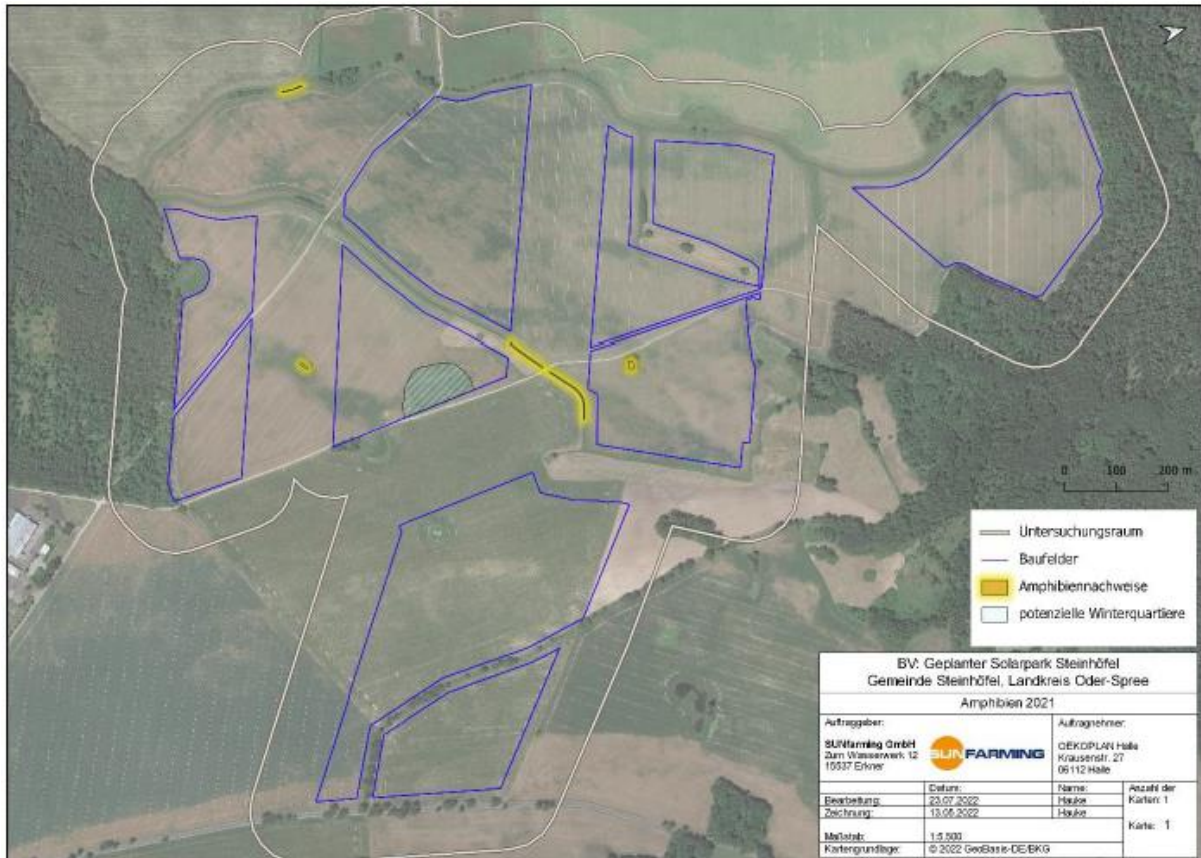 0 100 200 m
Untersuchungsraum
Baufelder
Amphibiennachweise
potenzielle Winterquartiere
BV: Geplanter Solarpark Steinhöfel
Gemeinde Steinhöfel, Landkreis Oder-Spree
Amphibien 2021
Auftraggeber:
SUNfarming GmbH
Zum Wasserwerk 12
15537 Erkner
SUNFARMING
Auftragnehmer:
OEKOPLAN Halle
Krausenstr. 27
06112 Halle
Datum: Name:
Bearbeitung: 23.07.2022 Hauke
Zeichnung: 13.05.2022 Hauke
Maßstab: 1:5.500
Kartengrundlage: © 2022 GeoBasis-DE/BKG
Anzahl der
Karten: 1
Karte: 1